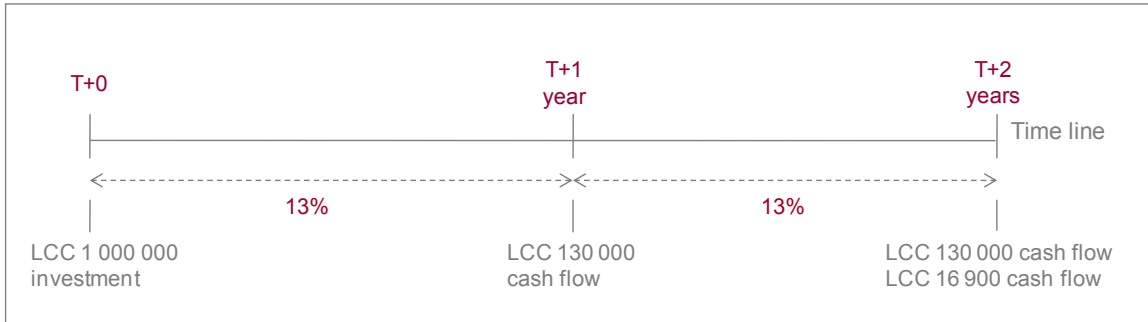 T+0
T+1
year
T+2
years
Time line
13%
13%
LCC 1 000 000
investment
LCC 130 000
cash flow
LCC 130 000 cash flow
LCC 16 900 cash flow